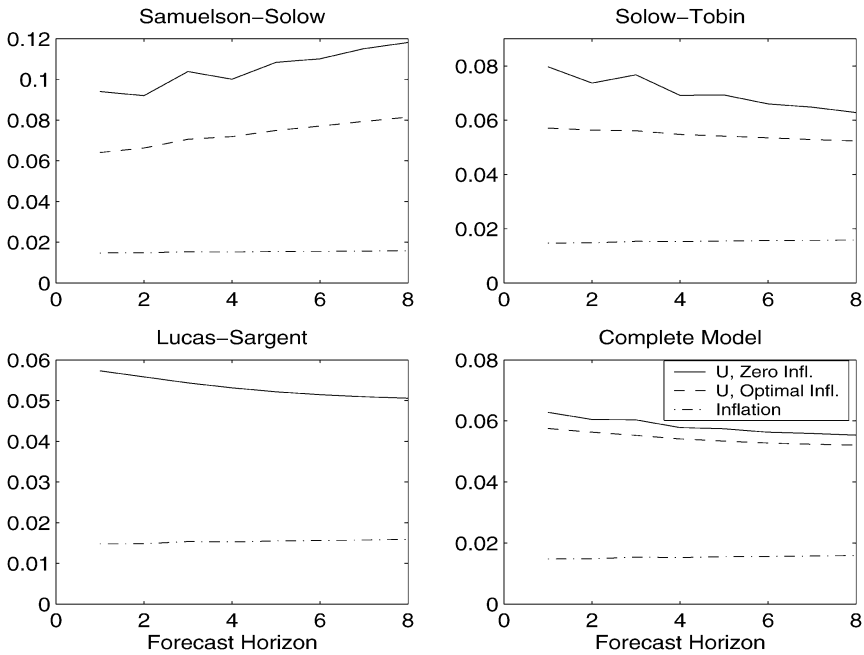 Samuelson−Solow
0.12
0.1
0.08
0.06
0.04
0.02
0
0 2 4 6 8
Solow−Tobin
0.08
0.06
0.04
0.02
0
0 2 4 6 8
Lucas−Sargent
0.06
0.05
0.04
0.03
0.02
0.01
0
0 2 4 6 8
Forecast Horizon
Complete Model
0.08
0.06
0.04
0.02
0
U, Zero Infl.
U, Optimal Infl.
Inflation
0 2 4 6 8
Forecast Horizon